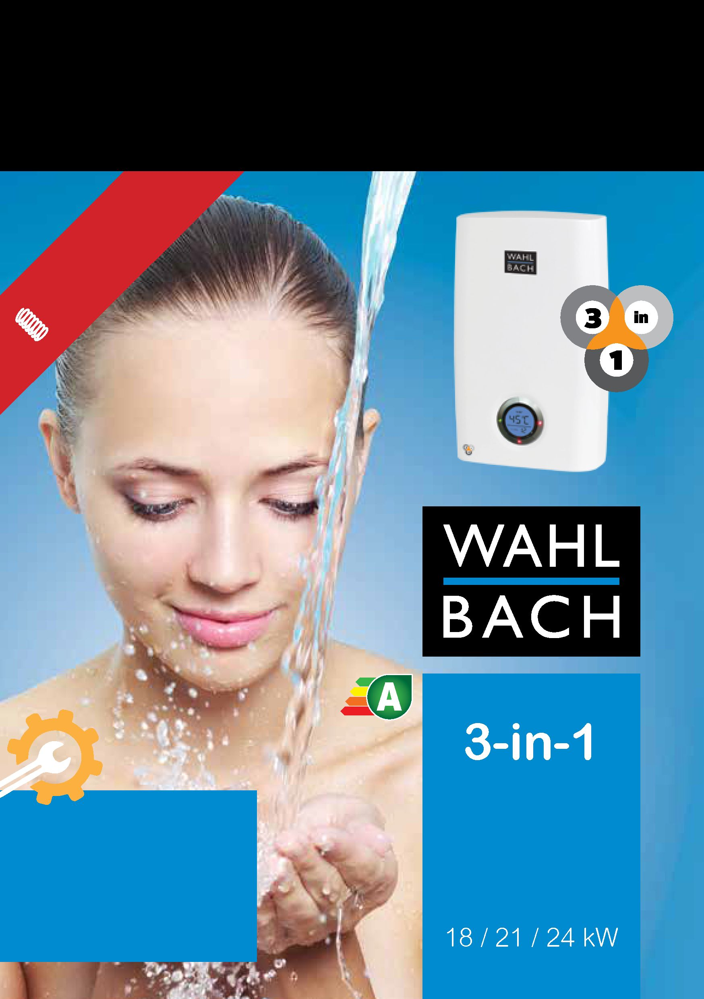 WAHL
BACH
3 in
1
45°C
WAHL
BACH
A
3-in-1
18 / 21 / 24 kW